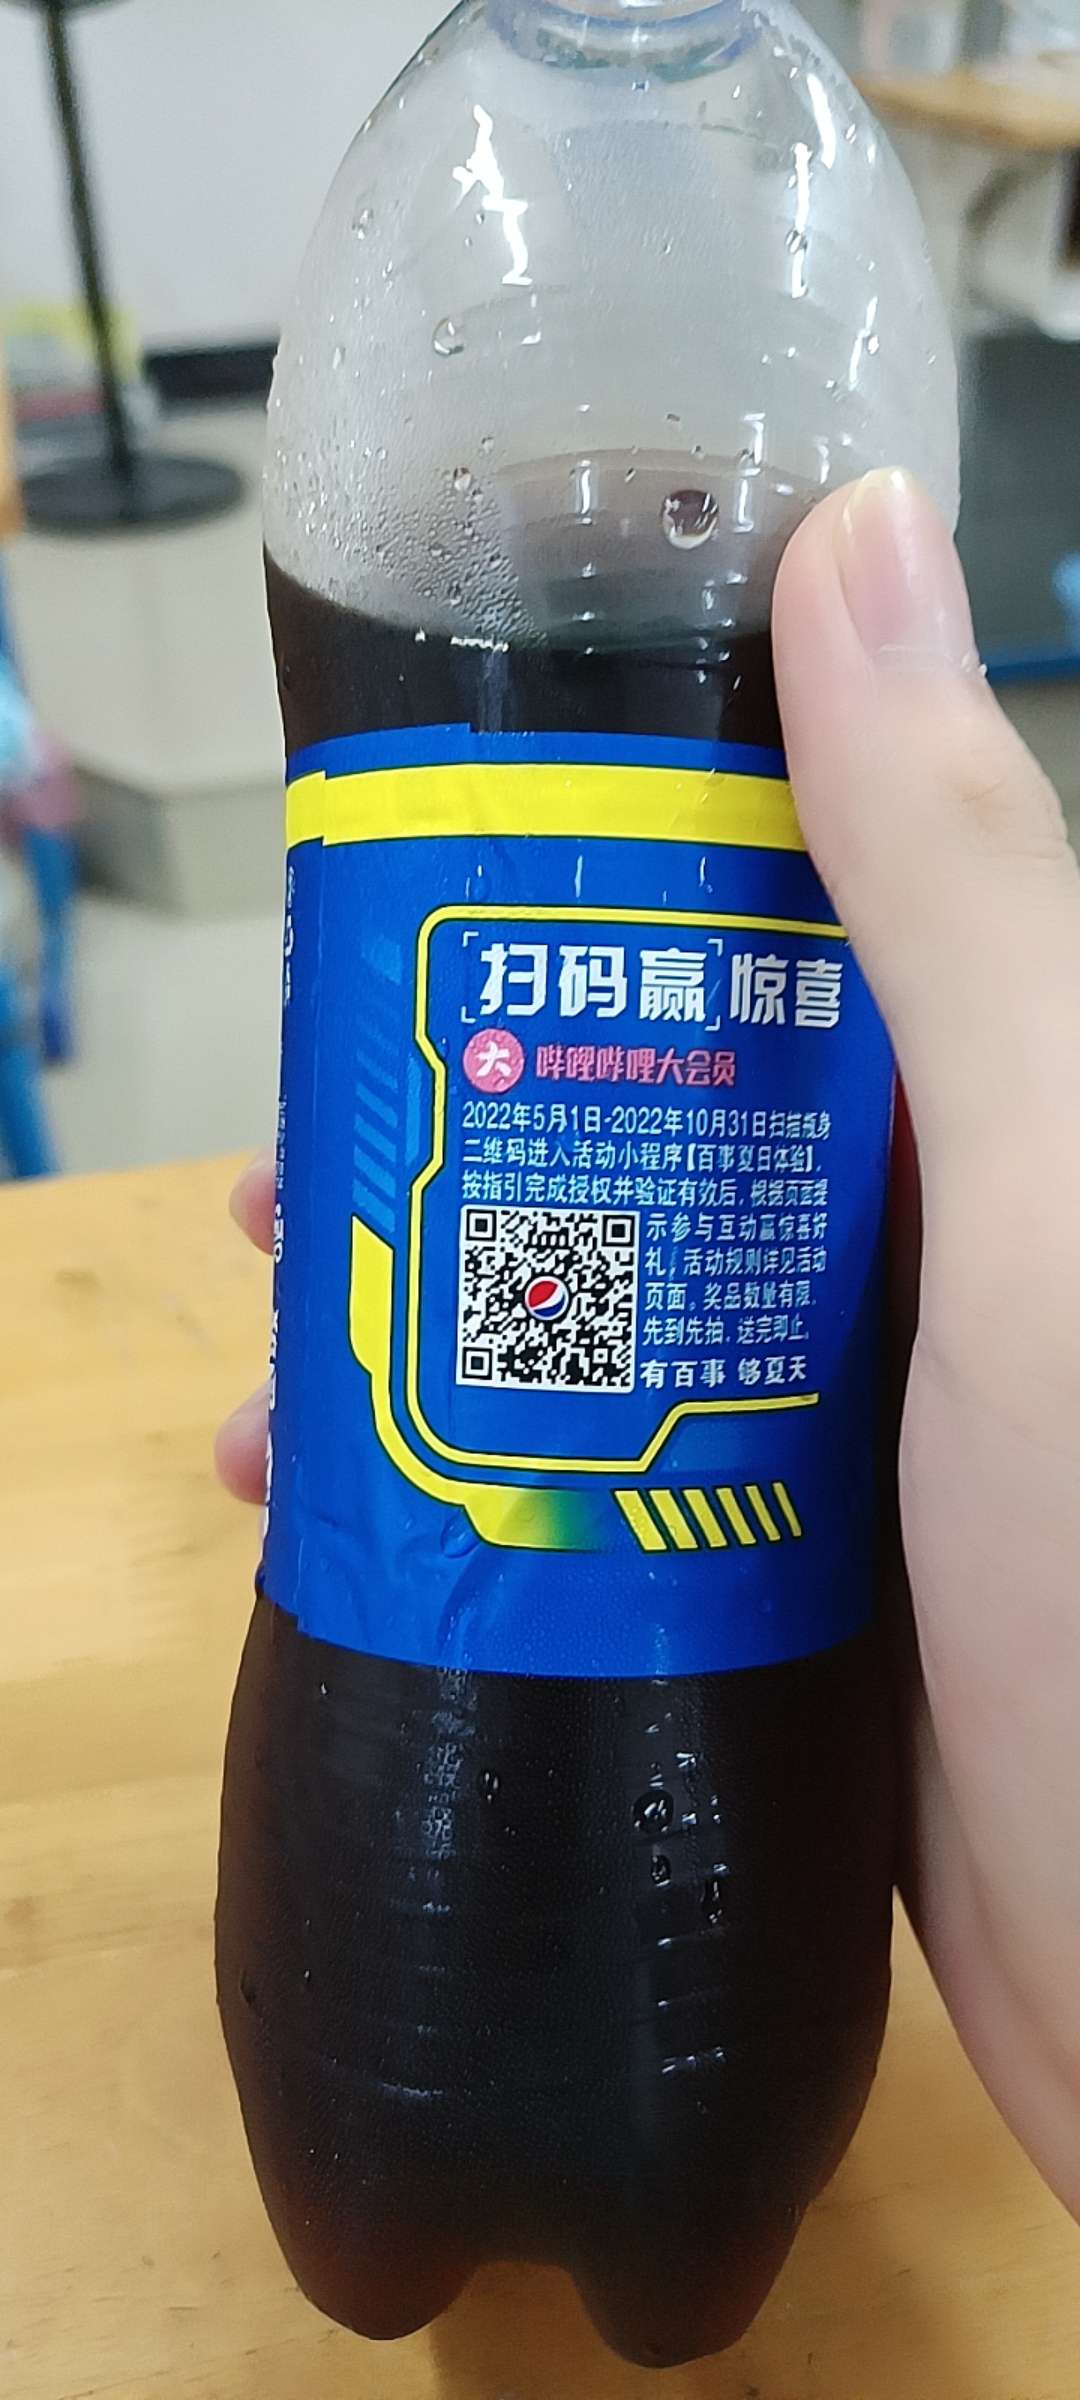 扫码赢 惊喜
大 哔哩哔哩大会员
2022年5月1日-2022年10月31日扫描瓶身
二维码进入活动小程序【百事夏日体验】,
按指引完成授权并验证有效后, 根据页面提
示参与互动赢惊喜好
礼, 活动规则详见活动
页面。奖品数量有限,
先到先抽, 送完即止。
有百事 够夏天